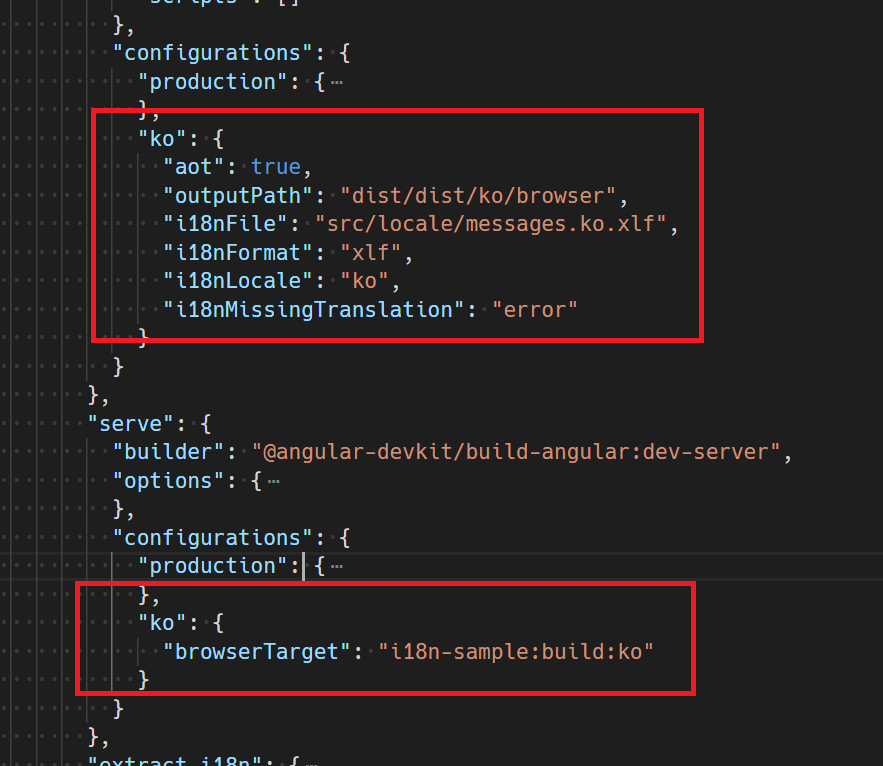 "scripts": []
},
"configurations": {
"production": {…
},
"ko": {
"aot": true,
"outputPath": "dist/dist/ko/browser",
"i18nFile": "src/locale/messages.ko.xlf",
"i18nFormat": "xlf",
"i18nLocale": "ko",
"i18nMissingTranslation": "error"
}
}
},
"serve": {
"builder": "@angular-devkit/build-angular:dev-server",
"options": {…
},
"configurations": {
"production": {…
},
"ko": {
"browserTarget": "i18n-sample:build:ko"
}
}
},
"extract-i18n": {…